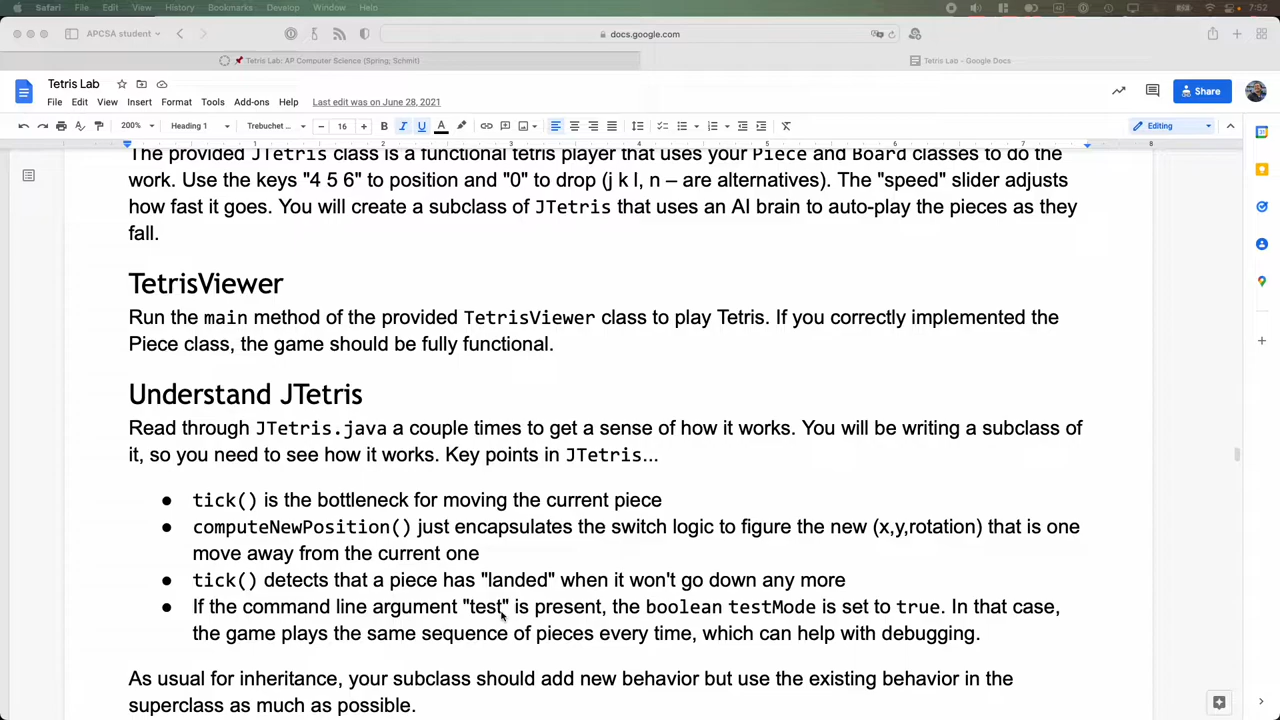 Safari File Edit View History Bookmarks Develop Window Help 7:52
APCSA student docs.google.com
📌 Tetris Lab: AP Computer Science (Spring; Schmit) Tetris Lab - Google Docs
Tetris Lab
File Edit View Insert Format Tools Add-ons Help Last edit was on June 28, 2021 Share
200% Heading 1 Trebuchet ... – 16 + B I U A Editing
1 2 3 4 5 6 7 8
The provided JTetris class is a functional tetris player that uses your Piece and Board classes to do the
work. Use the keys "4 5 6" to position and "0" to drop (j k l, n – are alternatives). The "speed" slider adjusts
how fast it goes. You will create a subclass of JTetris that uses an AI brain to auto-play the pieces as they
fall.
TetrisViewer
Run the main method of the provided TetrisViewer class to play Tetris. If you correctly implemented the
Piece class, the game should be fully functional.
Understand JTetris
Read through JTetris.java a couple times to get a sense of how it works. You will be writing a subclass of
it, so you need to see how it works. Key points in JTetris...
● tick() is the bottleneck for moving the current piece
● computeNewPosition() just encapsulates the switch logic to figure the new (x,y,rotation) that is one
move away from the current one
● tick() detects that a piece has "landed" when it won't go down any more
● If the command line argument "test" is present, the boolean testMode is set to true. In that case,
the game plays the same sequence of pieces every time, which can help with debugging.
As usual for inheritance, your subclass should add new behavior but use the existing behavior in the
superclass as much as possible.